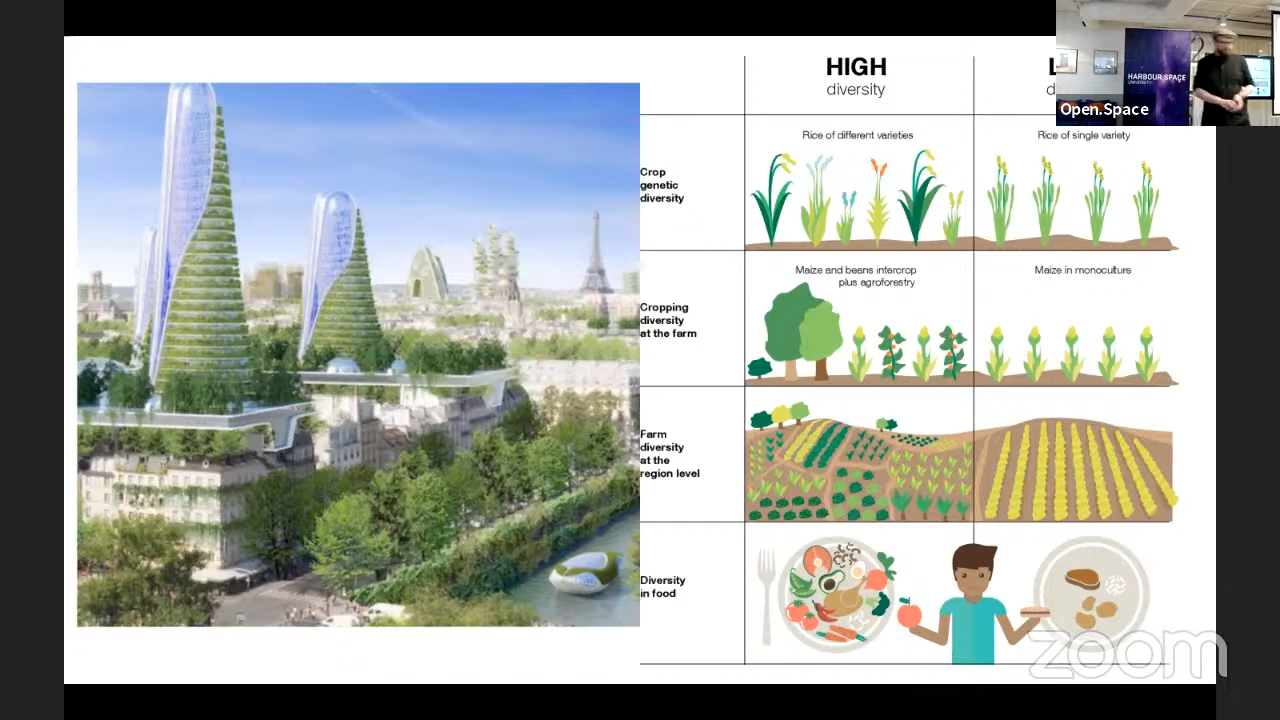 HIGH
diversity
L
d
HARBOUR SPACE
UNIVERSITY
Open.Space
Rice of different varieties
Rice of single variety
Crop
genetic
diversity
Maize and beans intercrop
plus agroforestry
Maize in monoculture
Cropping
diversity
at the farm
Farm
diversity
at the
region level
Diversity
in food
zoom